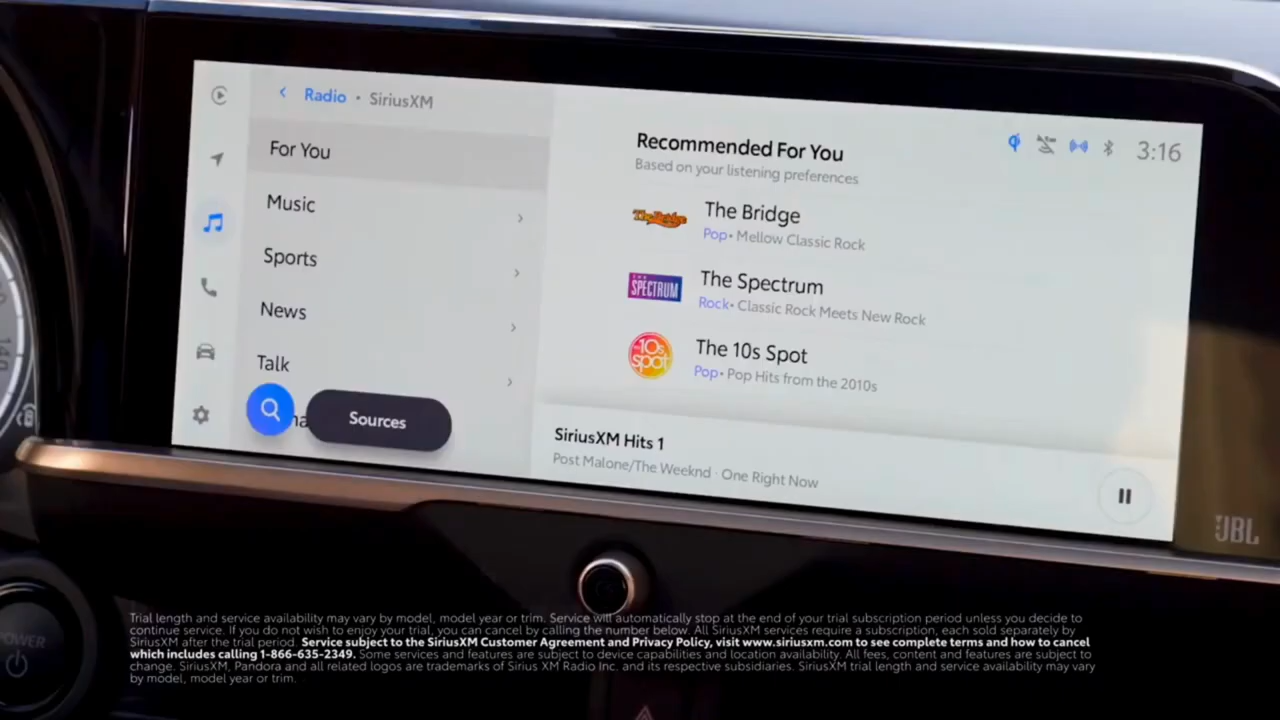 Radio • SiriusXM
For You
Music
Sports
News
Talk
Sources
Recommended For You
Based on your listening preferences
3:16
The Bridge
The Bridge
Pop • Mellow Classic Rock
THE SPECTRUM
The Spectrum
Rock • Classic Rock Meets New Rock
10s spot
The 10s Spot
Pop • Pop Hits from the 2010s
SiriusXM Hits 1
Post Malone/The Weeknd · One Right Now
JBL
140
POWER
Trial length and service availability may vary by model, model year or trim. Service will automatically stop at the end of your trial subscription period unless you decide to
continue service. If you do not wish to enjoy your trial, you can cancel by calling the number below. All SiriusXM services require a subscription, each sold separately by
SiriusXM after the trial period. Service subject to the SiriusXM Customer Agreement and Privacy Policy, visit www.siriusxm.com to see complete terms and how to cancel
which includes calling 1-866-635-2349. Some services and features are subject to device capabilities and location availability. All fees, content and features are subject to
change. SiriusXM, Pandora and all related logos are trademarks of Sirius XM Radio Inc. and its respective subsidiaries. SiriusXM trial length and service availability may vary
by model, model year or trim.